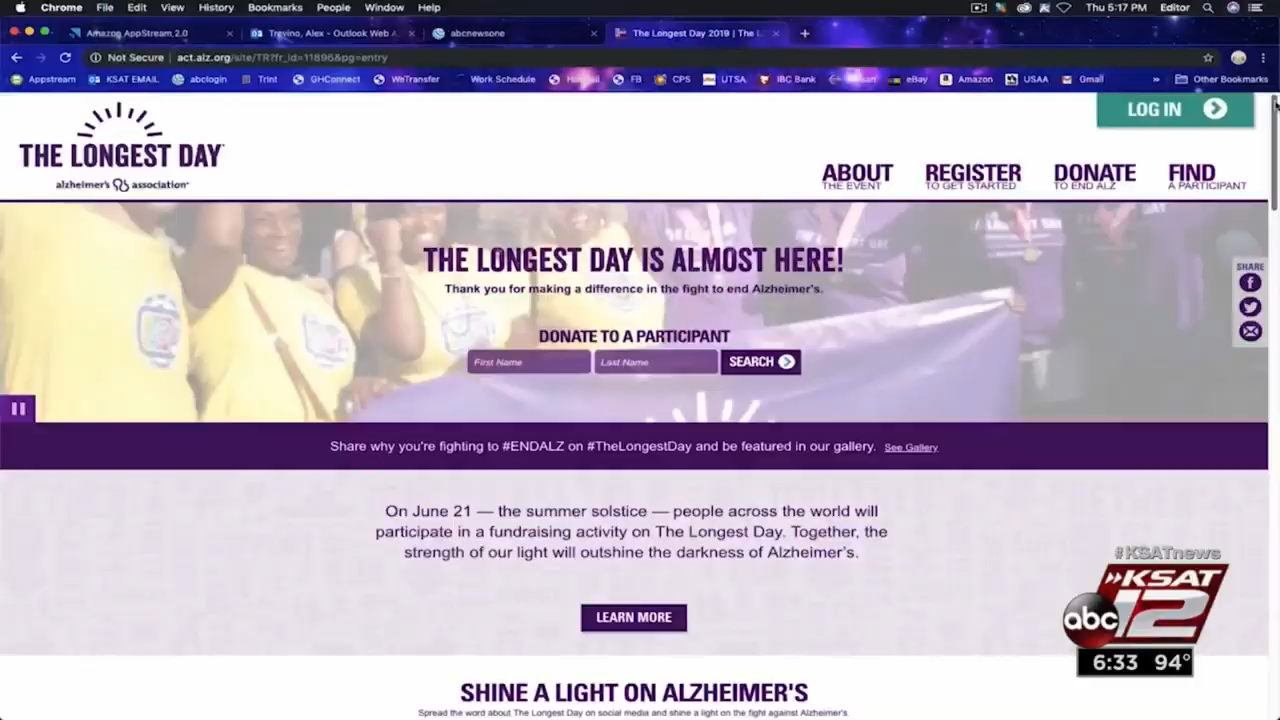 Chrome File Edit View History Bookmarks People Window Help Thu 5:17 PM Editor
Amazon AppStream 2.0 Trevino, Alex - Outlook Web A abcnewsone The Longest Day 2019 | The L
Not Secure | act.alz.org/site/TR?fr_id=11896&pg=entry
Appstream KSAT EMAIL abclogin Trint GHConnect WeTransfer Work Schedule FB CPS UTSA IBC Bank eBay Amazon USAA Gmail » Other Bookmarks
LOG IN
THE LONGEST DAY
alzheimer's association
ABOUT REGISTER DONATE FIND
THE EVENT TO GET STARTED TO END ALZ A PARTICIPANT
THE LONGEST DAY IS ALMOST HERE!
Thank you for making a difference in the fight to end Alzheimer's.
SHARE
DONATE TO A PARTICIPANT
First Name Last Name SEARCH
Share why you're fighting to #ENDALZ on #TheLongestDay and be featured in our gallery. See Gallery
On June 21 — the summer solstice — people across the world will
participate in a fundraising activity on The Longest Day. Together, the
strength of our light will outshine the darkness of Alzheimer's.
LEARN MORE
#KSATnews
KSAT
abc 12
6:33 94°
SHINE A LIGHT ON ALZHEIMER'S
Spread the word about The Longest Day on social media and shine a light on the fight against Alzheimer's.